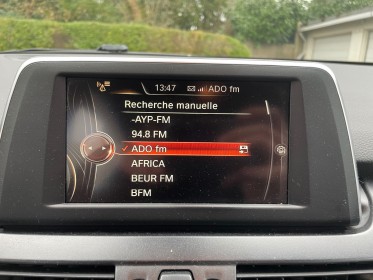 13:47 ADO fm
Recherche manuelle
-AYP-FM
94.8 FM
ADO fm
AFRICA
BEUR FM
BFM